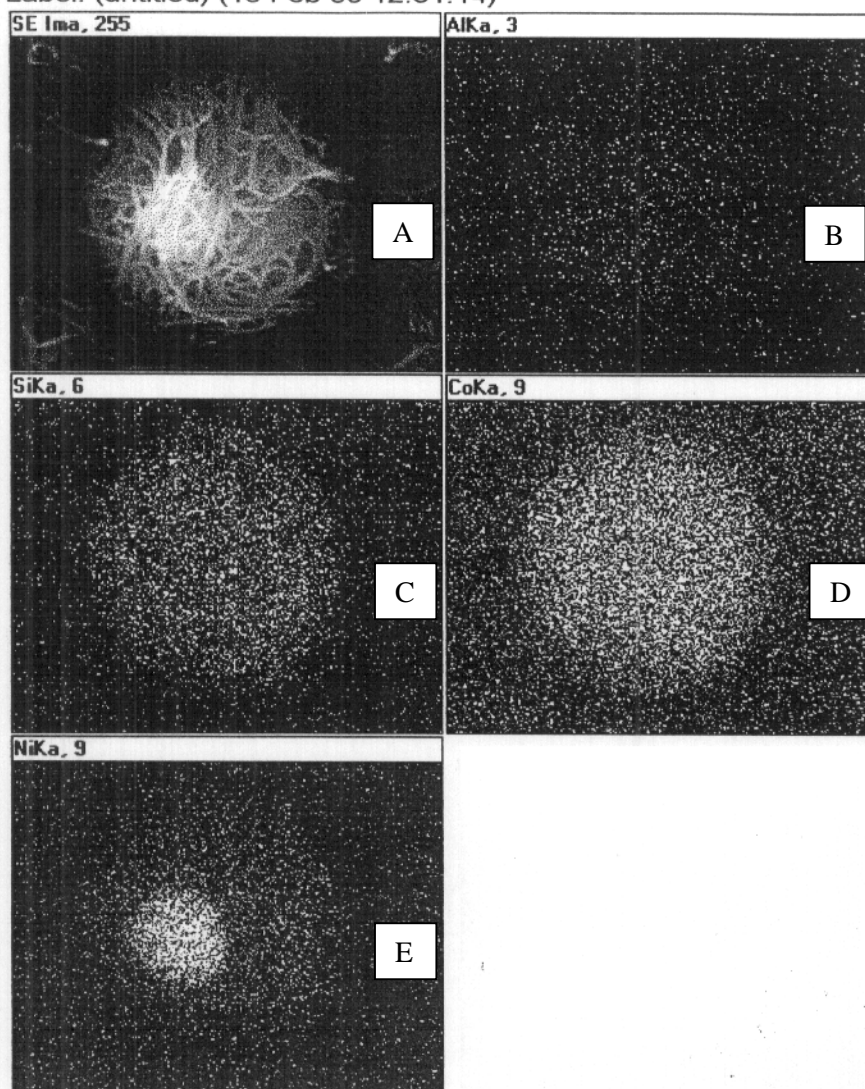 SE Ima, 255
AlKa, 3
A
B
SiKa, 6
CoKa, 9
C
D
NiKa, 9
E